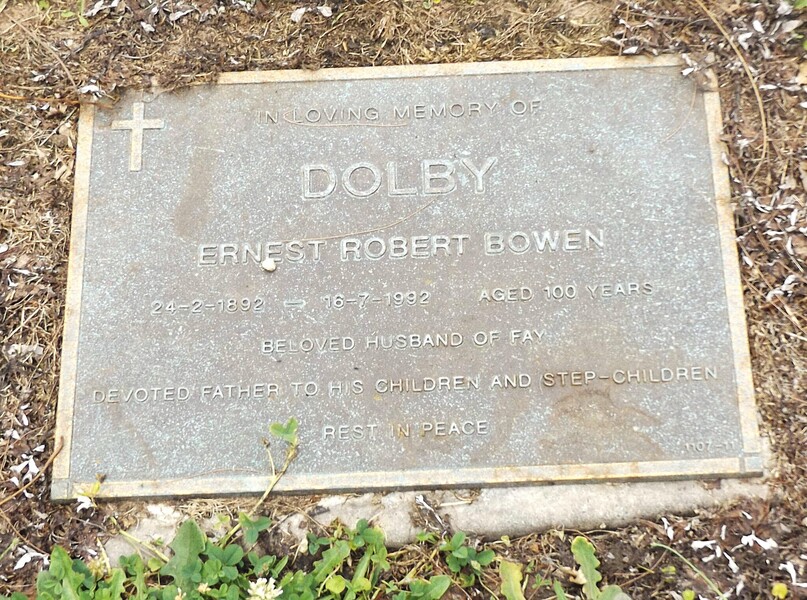 IN LOVING MEMORY OF
DOLBY
ERNEST ROBERT BOWEN
24-2-1892 — 16-7-1992 AGED 100 YEARS
BELOVED HUSBAND OF FAY
DEVOTED FATHER TO HIS CHILDREN AND STEP-CHILDREN
REST IN PEACE
1107-11